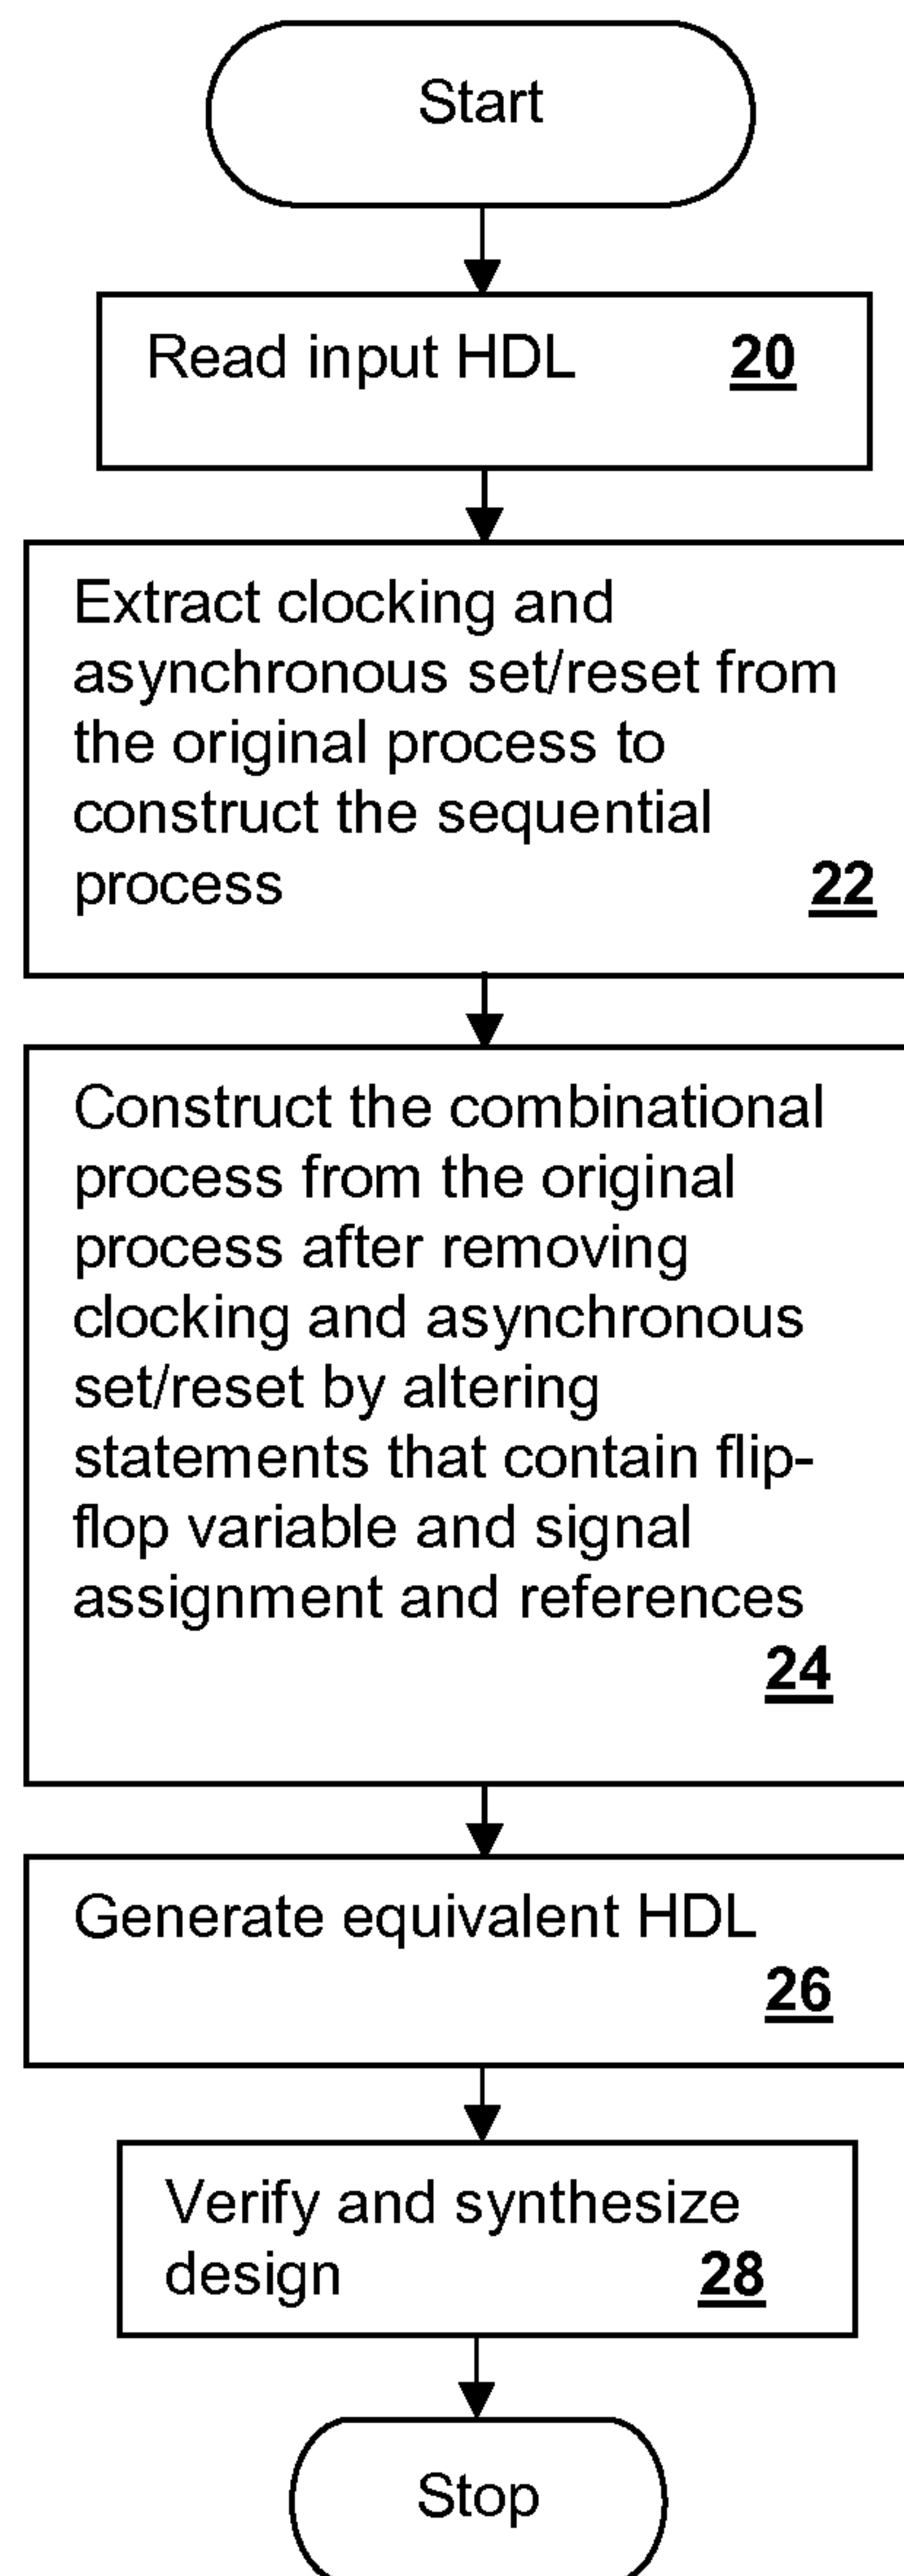 Start
Read input HDL 20
Extract clocking and
asynchronous set/reset from
the original process to
construct the sequential
process 22
Construct the combinational
process from the original
process after removing
clocking and asynchronous
set/reset by altering
statements that contain flip-
flop variable and signal
assignment and references
24
Generate equivalent HDL
26
Verify and synthesize
design 28
Stop